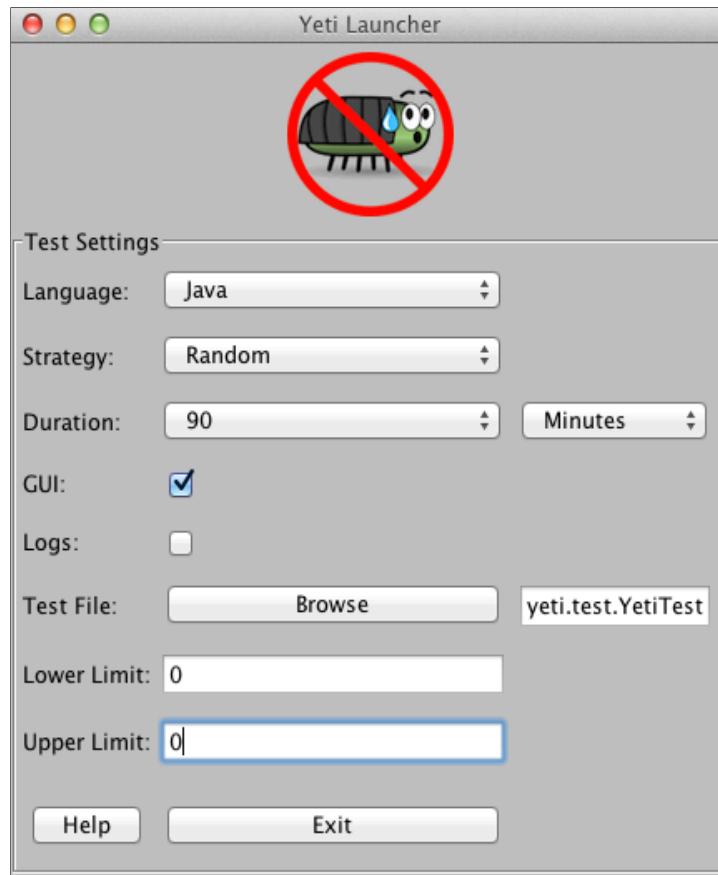 Yeti Launcher
Test Settings
Language: Java
Strategy: Random
Duration: 90 Minutes
GUI:
Logs:
Test File: Browse yeti.test.YetiTest
Lower Limit: 0
Upper Limit: 0
Help Exit